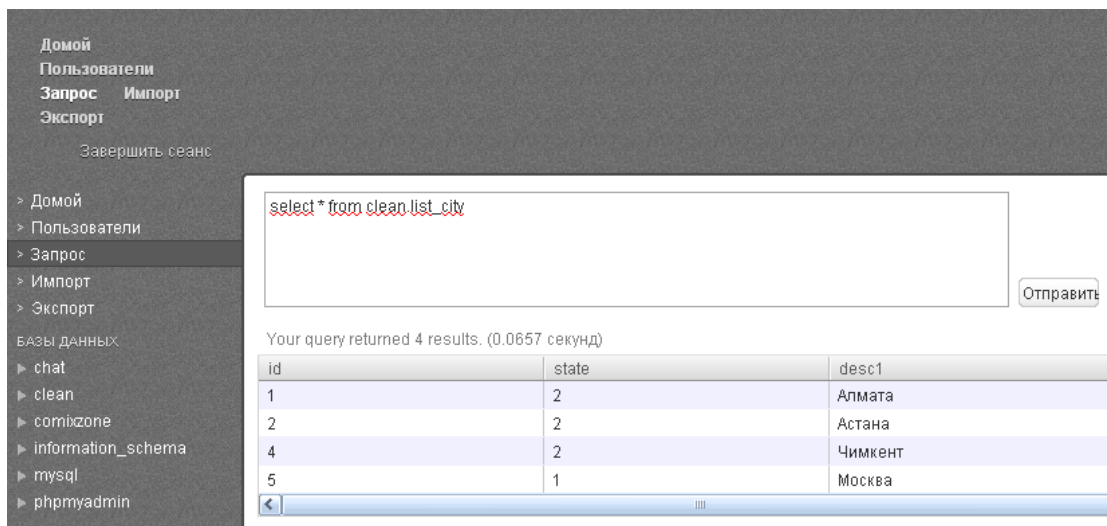 Домой
Пользователи
Запрос Импорт
Экспорт
Завершить сеанс
> Домой
> Пользователи
> Запрос
> Импорт
> Экспорт
БАЗЫ ДАННЫХ
chat
clean
comixzone
information_schema
mysql
phpmyadmin
select * from clean.list_city
Отправить
Your query returned 4 results. (0.0657 секунд)
id state desc1
1 2 Алмата
2 2 Астана
4 2 Чимкент
5 1 Москва